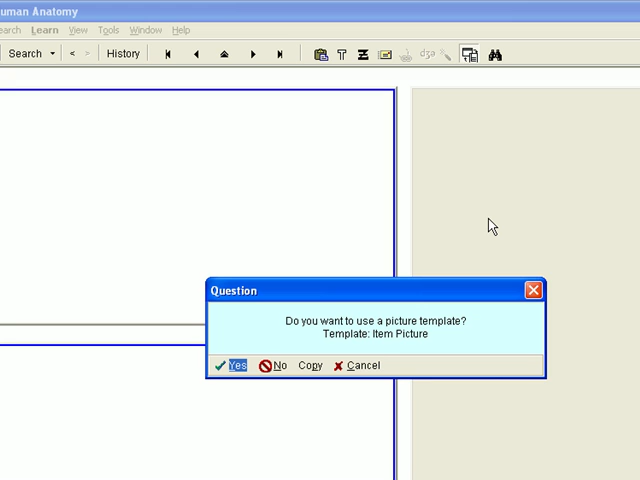 uman Anatomy
earch Learn View Tools Window Help
Search < > History
Question
Do you want to use a picture template?
Template: Item Picture
Yes No Copy Cancel